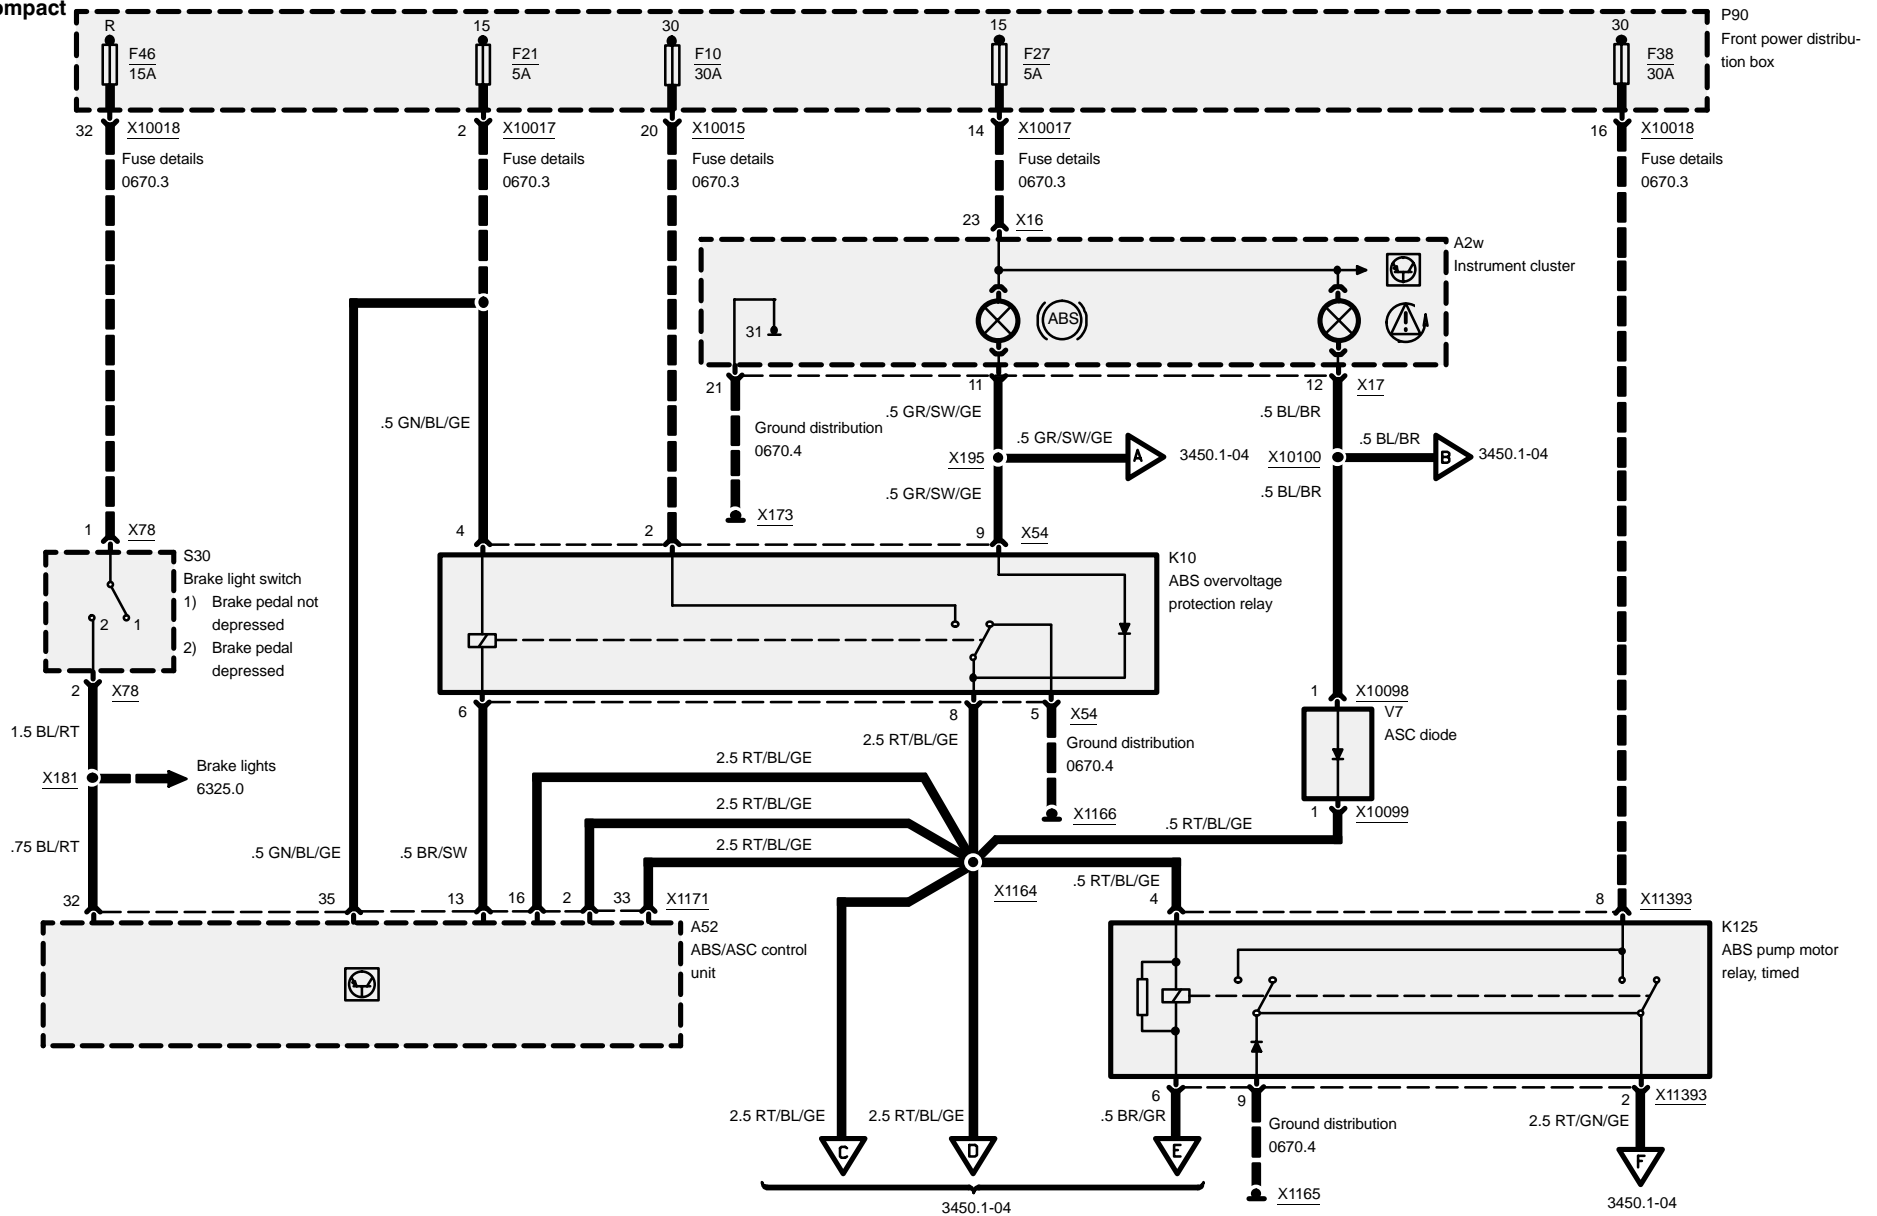 ompact
R
15
30
15
30
P90
Front power distribu-
tion box
F46
15A
F21
5A
F10
30A
F27
5A
F38
30A
32 X10018
2 X10017
20 X10015
14 X10017
16 X10018
Fuse details
0670.3
Fuse details
0670.3
Fuse details
0670.3
Fuse details
0670.3
Fuse details
0670.3
23 X16
A2w
Instrument cluster
31
ABS
21
11
12
X17
.5 GR/SW/GE
.5 BL/BR
.5 GN/BL/GE
Ground distribution
0670.4
.5 GR/SW/GE
A
3450.1-04
.5 BL/BR
B
3450.1-04
X195
X10100
.5 GR/SW/GE
.5 BL/BR
X173
1 X78
4
2
9
X54
S30
Brake light switch
1) Brake pedal not
depressed
2) Brake pedal
depressed
2
1
K10
ABS overvoltage
protection relay
2 X78
6
8
5
X54
1 X10098
V7
ASC diode
1.5 BL/RT
2.5 RT/BL/GE
Ground distribution
0670.4
X181
Brake lights
6325.0
2.5 RT/BL/GE
2.5 RT/BL/GE
2.5 RT/BL/GE
X1166
1 X10099
.5 RT/BL/GE
.75 BL/RT
.5 GN/BL/GE
.5 BR/SW
X1164
.5 RT/BL/GE
32
35
13
16
2
33
X1171
4
8
X11393
A52
ABS/ASC control
unit
K125
ABS pump motor
relay, timed
6
9
2
X11393
2.5 RT/BL/GE
2.5 RT/BL/GE
.5 BR/GR
Ground distribution
0670.4
2.5 RT/GN/GE
C
D
E
F
X1165
3450.1-04
3450.1-04